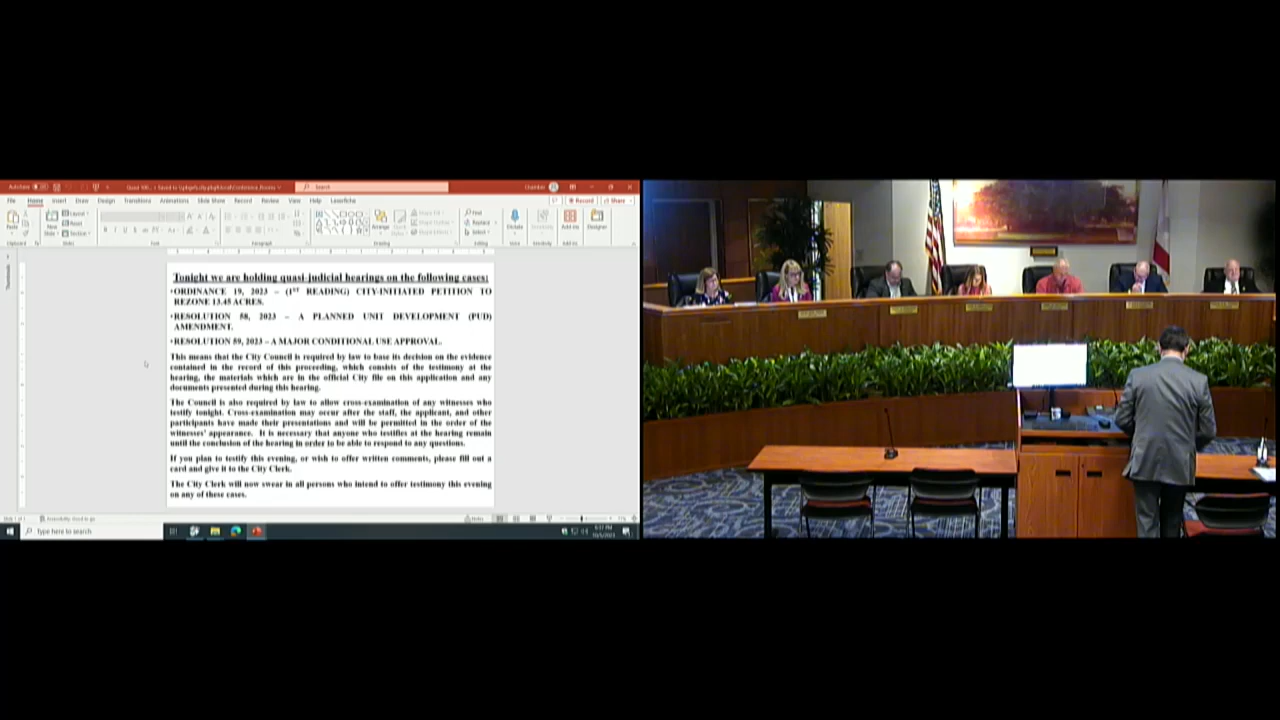 Search
File Home Insert Draw Design Transitions Animations Slide Show Record Review View Help Laserfiche
Record Share
Paste New Slide Arrange Dictate Add-ins Designer
Tonight we are holding quasi-judicial hearings on the following cases:
•ORDINANCE 19, 2023 – (1ST READING) CITY-INITIATED PETITION TO
REZONE 13.45 ACRES.
•RESOLUTION 58, 2023 – A PLANNED UNIT DEVELOPMENT (PUD)
AMENDMENT.
•RESOLUTION 59, 2023 – A MAJOR CONDITIONAL USE APPROVAL.
This means that the City Council is required by law to base its decision on the evidence
contained in the record of this proceeding, which consists of the testimony at the
hearing, the materials which are in the official City file on this application and any
documents presented during this hearing.
The Council is also required by law to allow cross-examination of any witnesses who
testify tonight. Cross-examination may occur after the staff, the applicant, and other
participants have made their presentations and will be permitted in the order of the
witnesses' appearance. It is necessary that anyone who testifies at the hearing remain
until the conclusion of the hearing in order to be able to respond to any questions.
If you plan to testify this evening, or wish to offer written comments, please fill out a
card and give it to the City Clerk.
The City Clerk will now swear in all persons who intend to offer testimony this evening
on any of these cases.
Type here to search